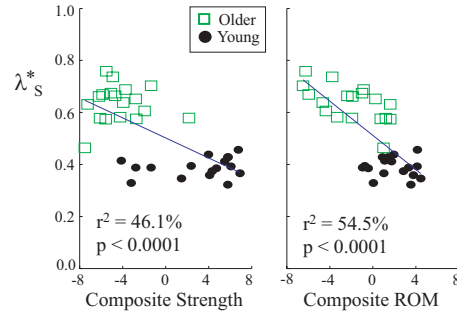 Older
Young
λ*S
1.0
0.8
0.6
0.4
0.2
0.0
r² = 46.1%
p < 0.0001
r² = 54.5%
p < 0.0001
-8 -4 0 4 8
-8 -4 0 4 8
Composite Strength
Composite ROM